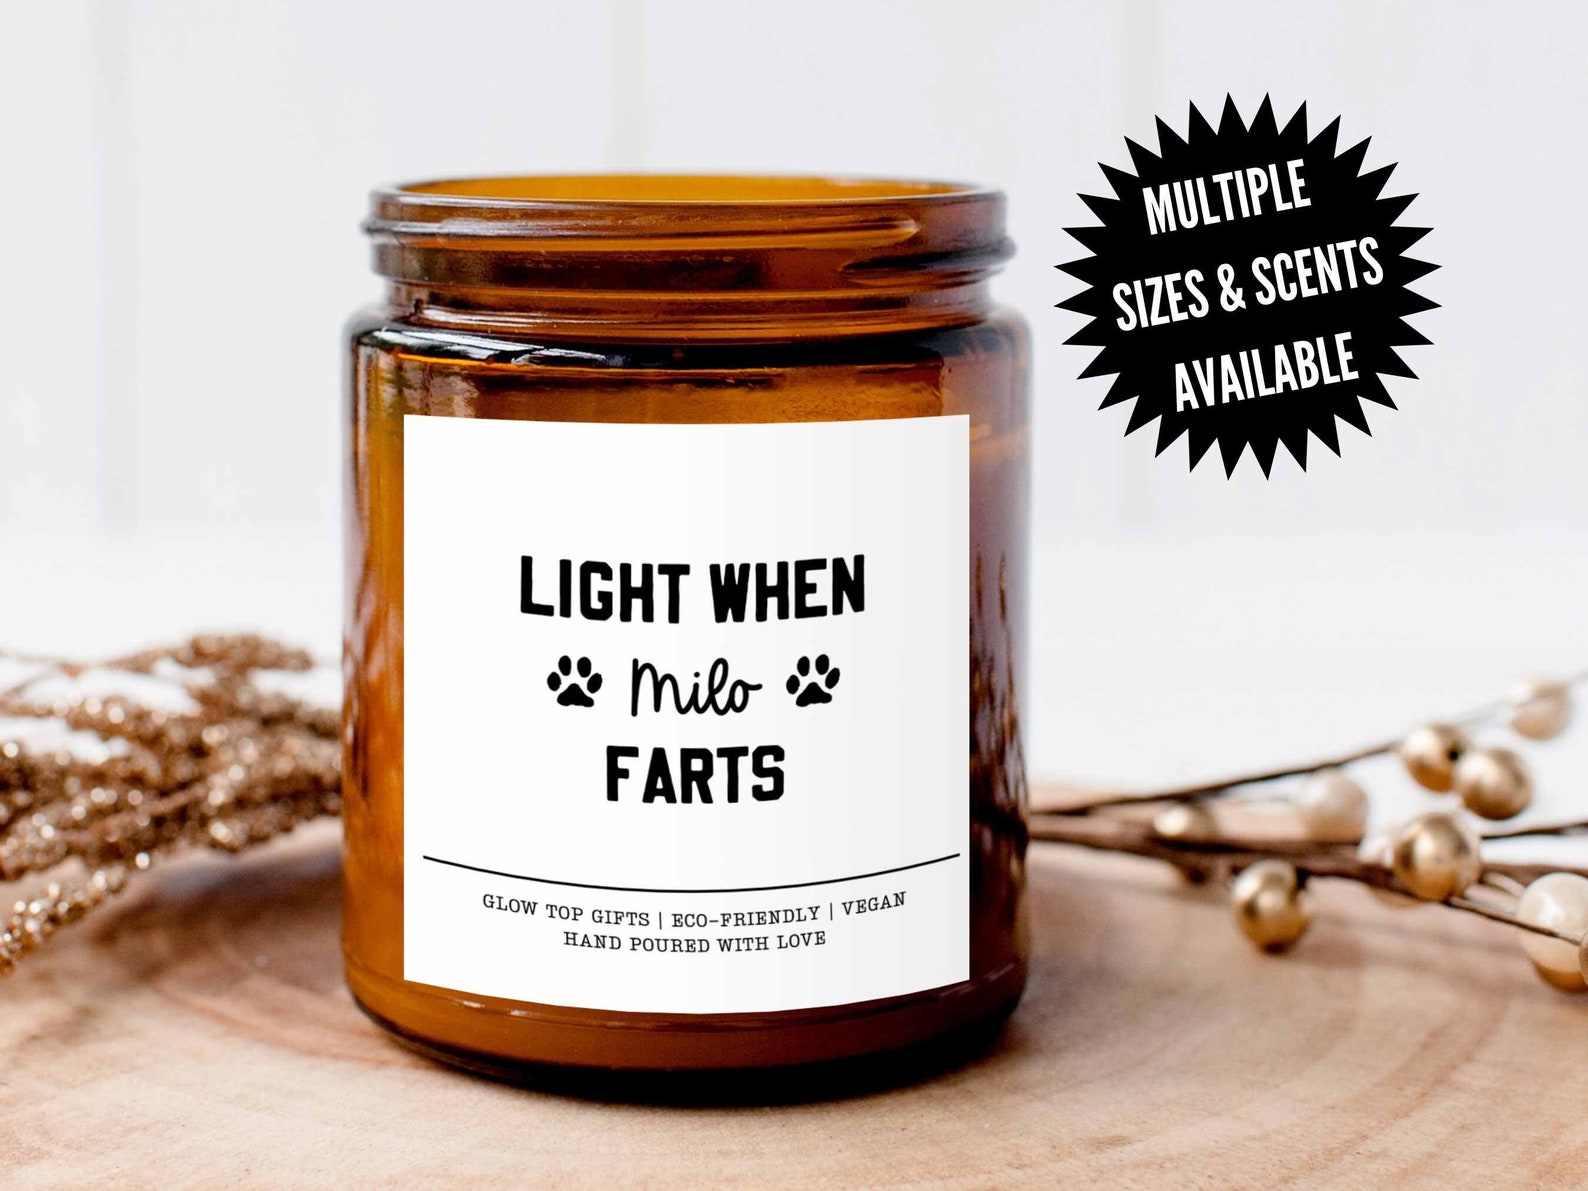 LIGHT WHEN
Milo
FARTS
GLOW TOP GIFTS | ECO-FRIENDLY | VEGAN
HAND POURED WITH LOVE
MULTIPLE
SIZES & SCENTS
AVAILABLE